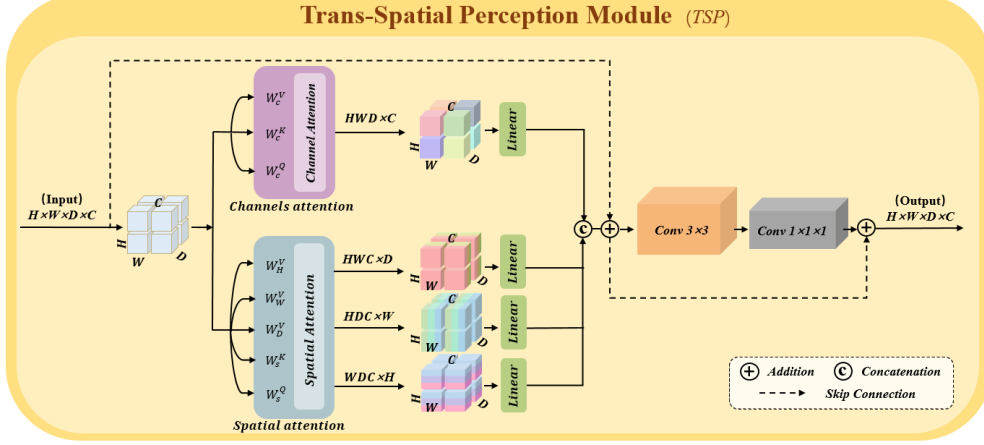 Trans-Spatial Perception Module (TSP)
(Input)
H×W×D×C
C
H
W
D
W_c^V
W_c^K
W_c^Q
Channel Attention
Channels attention
HWD×C
C
H
W
D
Linear
W_H^V
W_W^V
W_D^V
W_s^K
W_s^Q
Spatial Attention
Spatial attention
HWC×D
C
H
W
D
Linear
HDC×W
C
H
W
D
Linear
WDC×H
C
H
W
D
Linear
C
+
Conv 3×3
Conv 1×1×1
+
(Output)
H×W×D×C
+ Addition
C Concatenation
Skip Connection